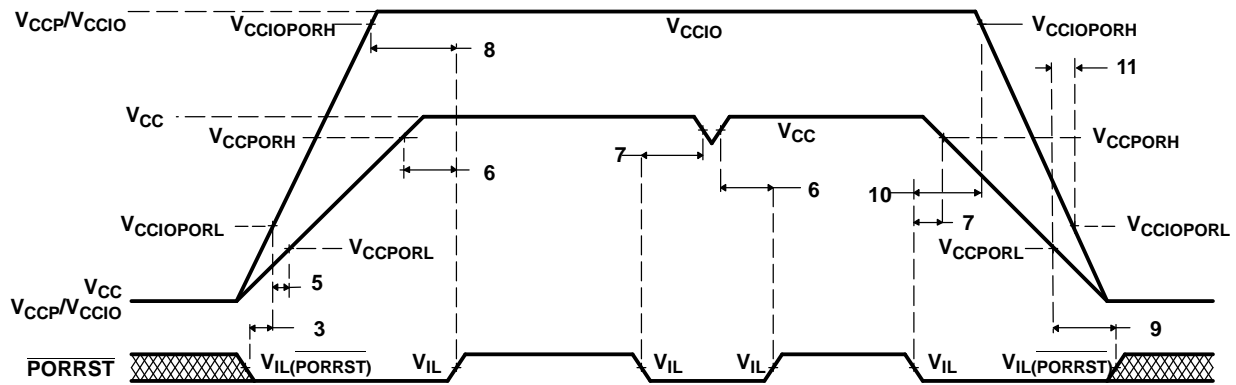 VCCP/VCCIO VCCIOPORH VCCIO VCCIOPORH
8 11
VCC VCCPORH VCC VCCPORH
7
6 6 10 7
VCCIOPORL VCCPORL VCCPORL VCCIOPORL
5
VCC
VCCP/VCCIO
3 9
PORRST VIL(PORRST) VIL VIL VIL VIL VIL(PORRST)